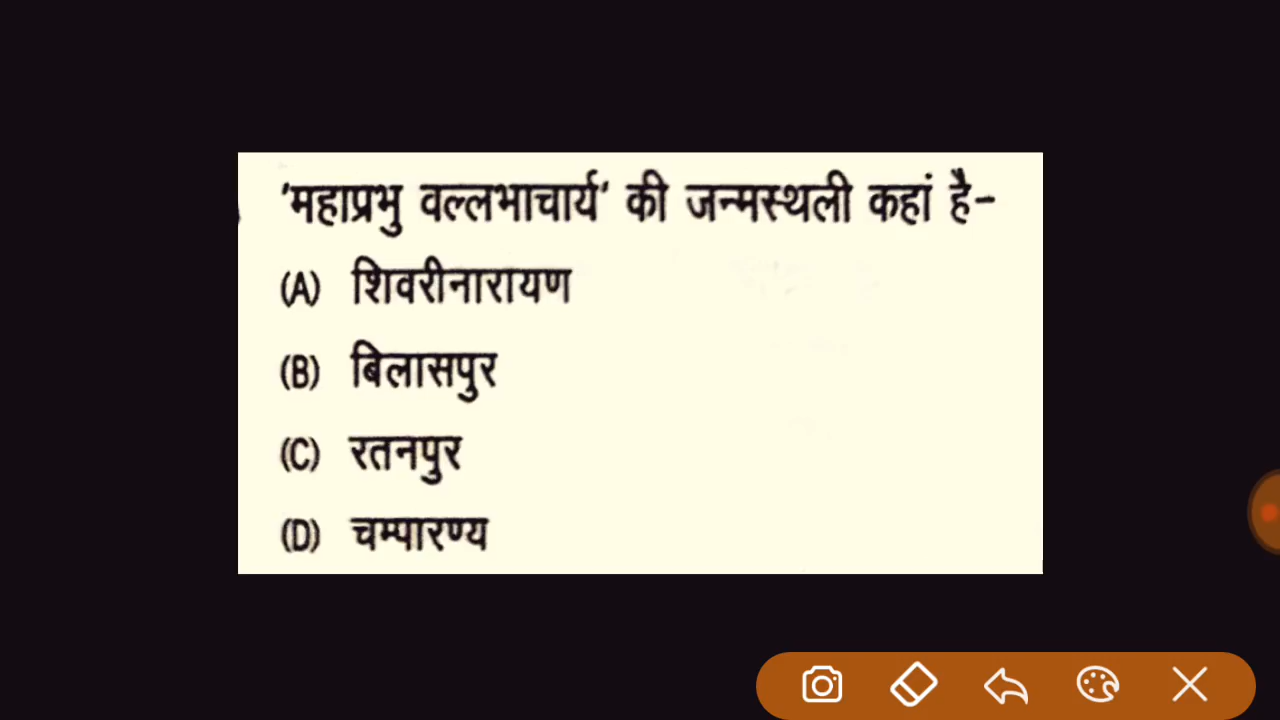 'महाप्रभु वल्लभाचार्य' की जन्मस्थली कहां है-
(A) शिवरीनारायण
(B) बिलासपुर
(C) रतनपुर
(D) चम्पारण्य